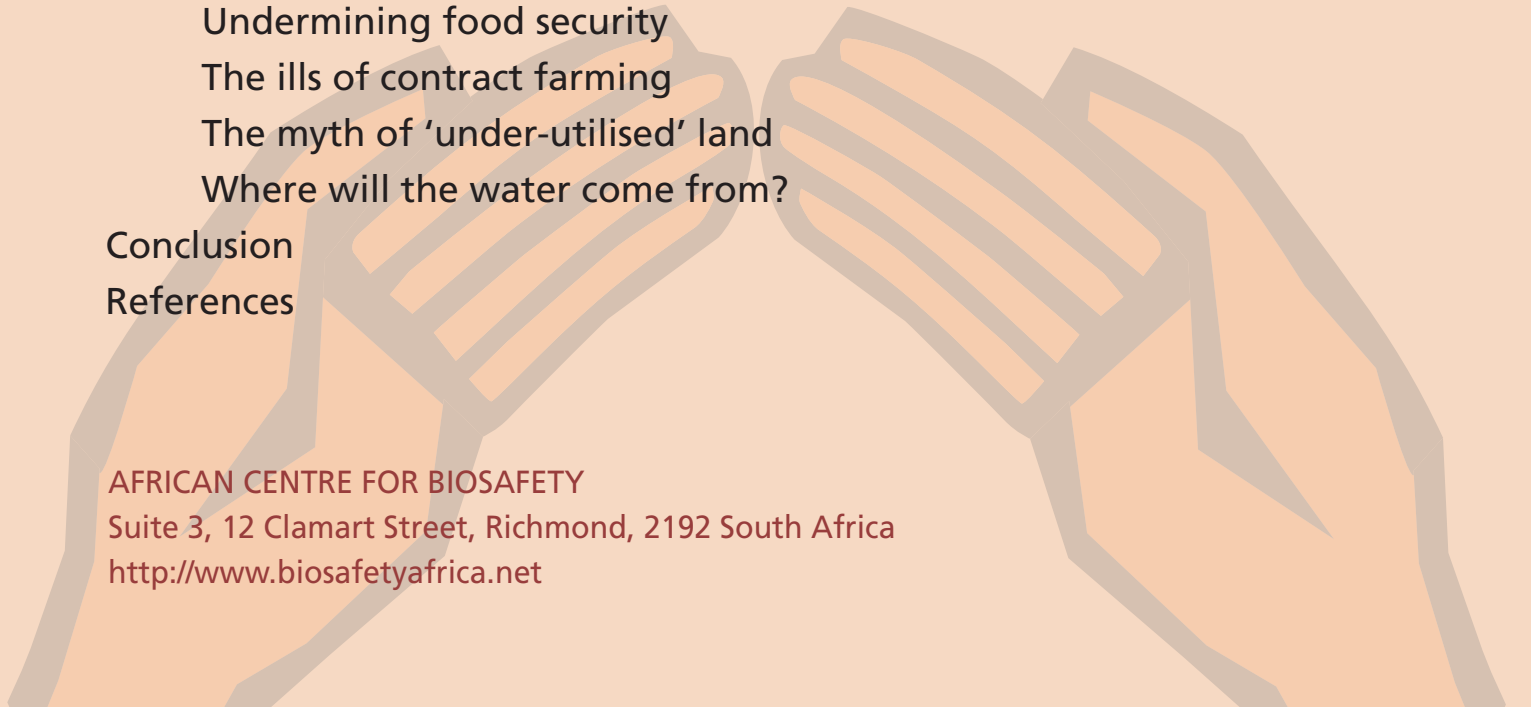 Undermining food security
The ills of contract farming
The myth of ‘under-utilised’ land
Where will the water come from?
Conclusion
References
AFRICAN CENTRE FOR BIOSAFETY
Suite 3, 12 Clamart Street, Richmond, 2192 South Africa
http://www.biosafetyafrica.net